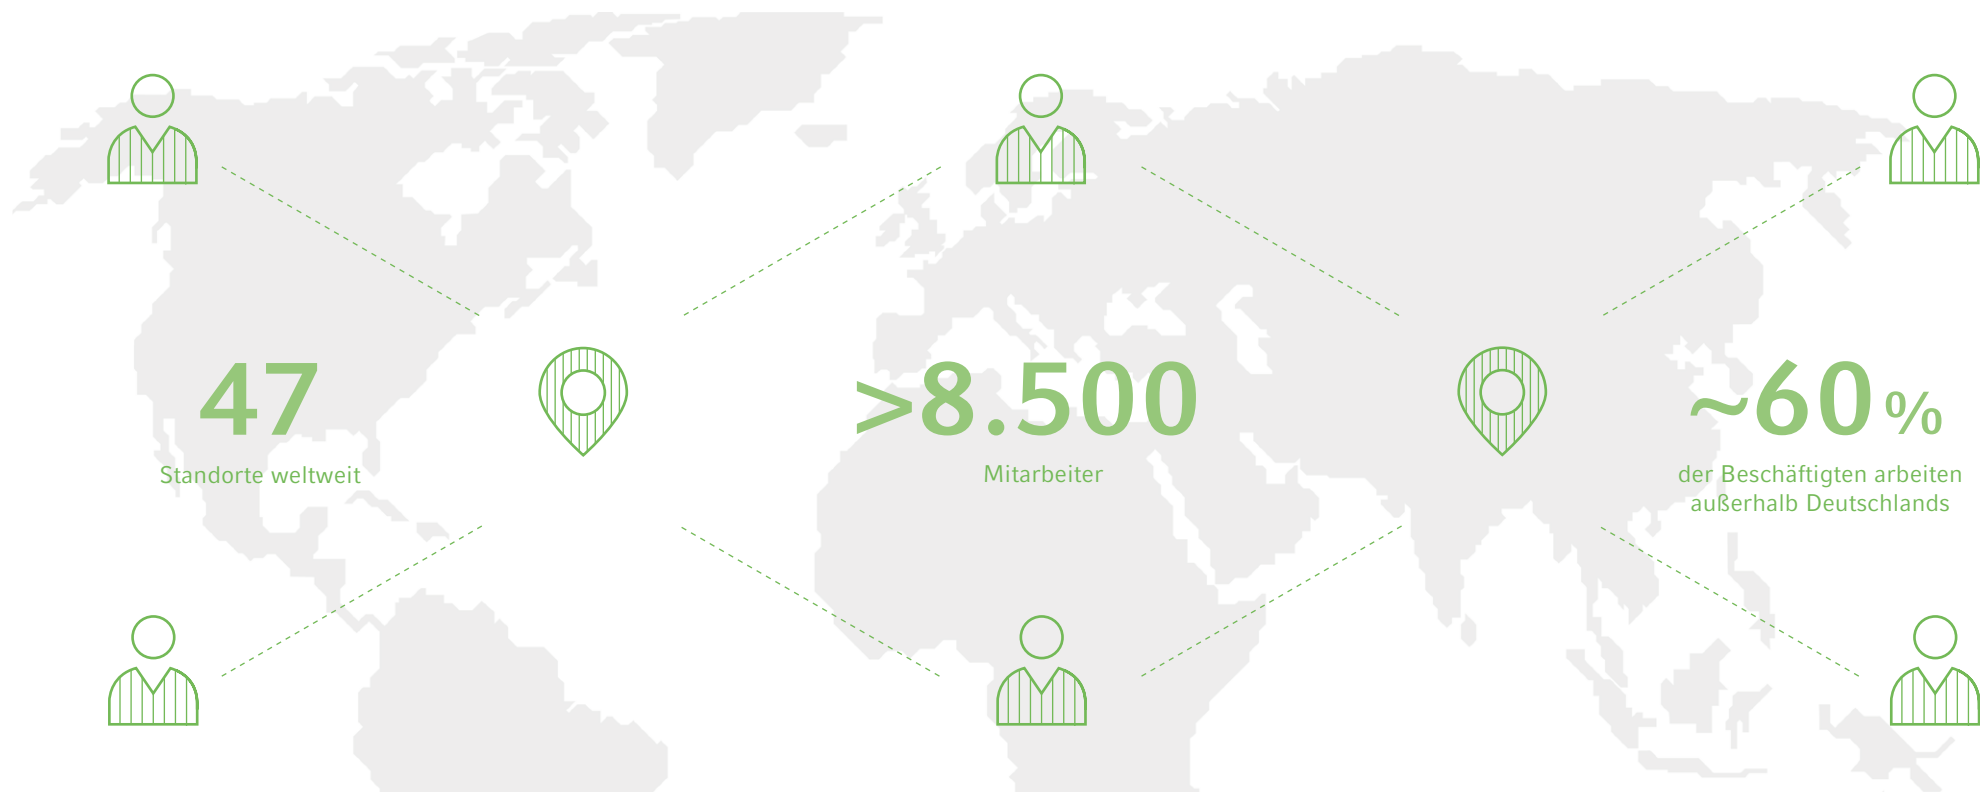 47
Standorte weltweit
>8.500
Mitarbeiter
~60 %
der Beschäftigten arbeiten
außerhalb Deutschlands